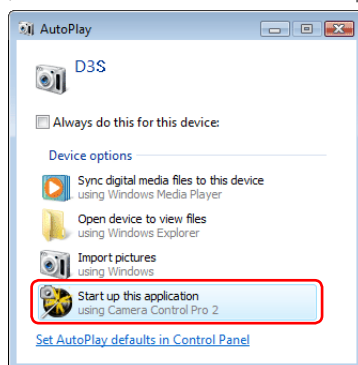 AutoPlay
D3S
Always do this for this device:
Device options
Sync digital media files to this device
using Windows Media Player
Open device to view files
using Windows Explorer
Import pictures
using Windows
Start up this application
using Camera Control Pro 2
Set AutoPlay defaults in Control Panel